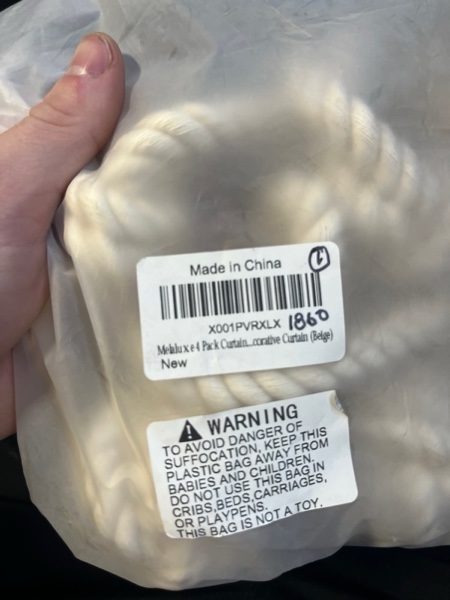 Made in China 1
X001PVRXLX 1860
Melaluxe 4 Pack Curtain...corative Curtain (Beige)
New
WARNING
TO AVOID DANGER OF
SUFFOCATION, KEEP THIS
PLASTIC BAG AWAY FROM
BABIES AND CHILDREN.
DO NOT USE THIS BAG IN
CRIBS,BEDS,CARRIAGES,
OR PLAYPENS.
THIS BAG IS NOT A TOY.